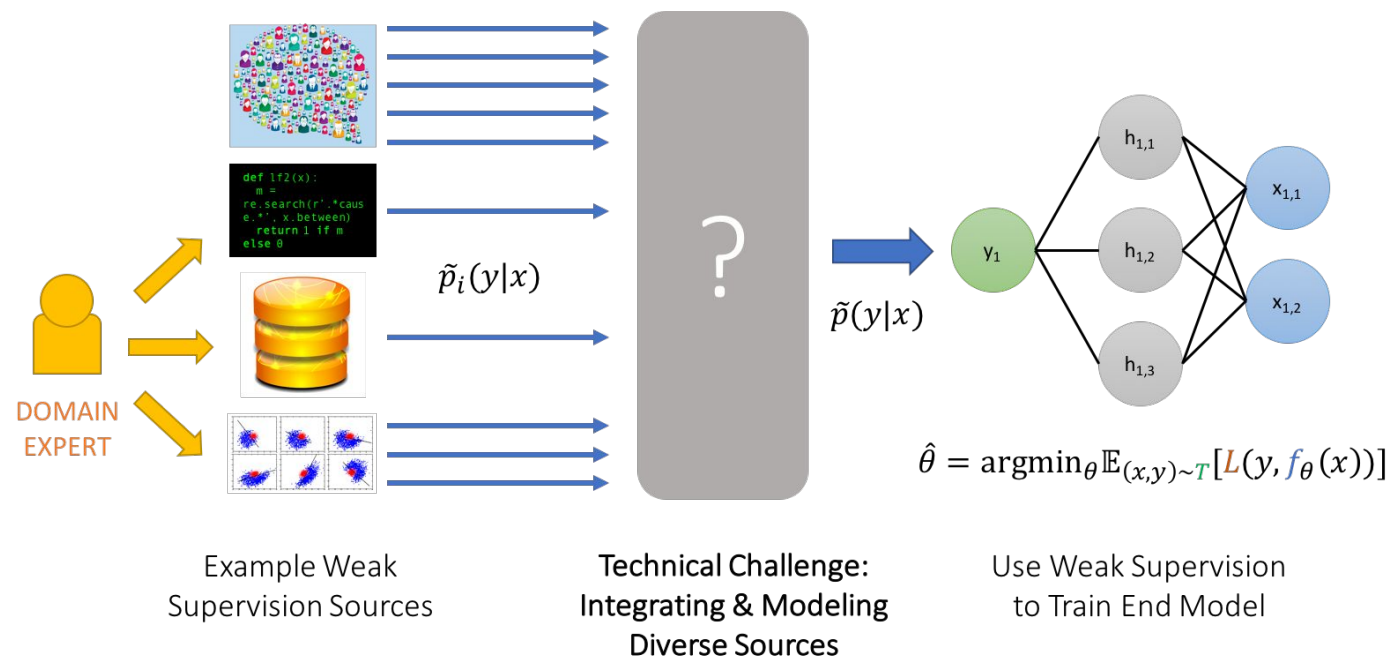 def lf2(x):
m =
re.search(r'.*caus
e.*', x.between)
return 1 if m
else 0
DOMAIN
EXPERT
p̃ᵢ(y|x)
?
p̃(y|x)
y₁
h₁,₁
h₁,₂
h₁,₃
x₁,₁
x₁,₂
θ̂ = argmin_θ 𝔼_(x,y)~T[L(y, f_θ(x))]
Example Weak
Supervision Sources
Technical Challenge:
Integrating & Modeling
Diverse Sources
Use Weak Supervision
to Train End Model